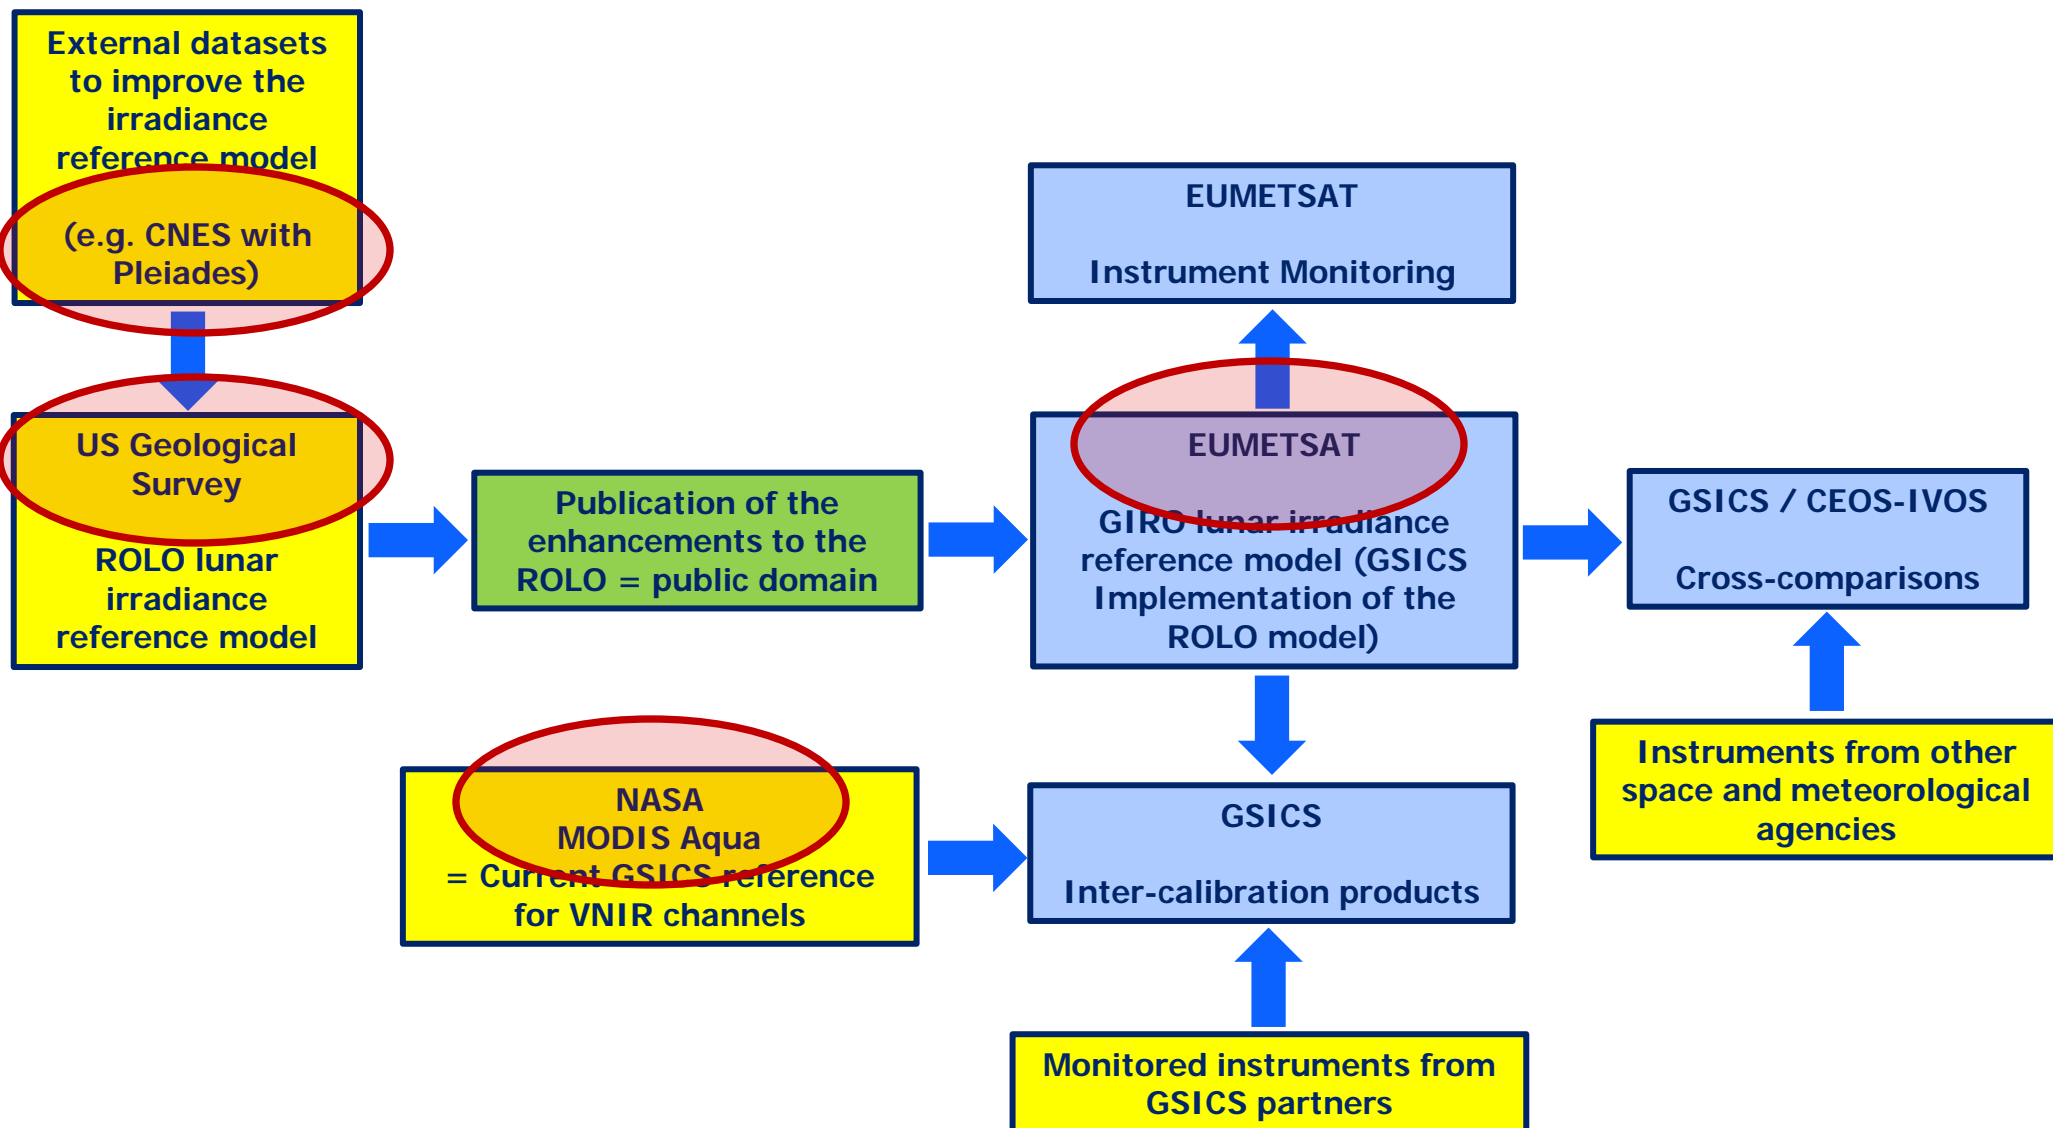 External datasets
to improve the
irradiance
reference model
(e.g. CNES with
Pleiades)
US Geological
Survey
ROLO lunar
irradiance
reference model
Publication of the
enhancements to the
ROLO = public domain
EUMETSAT
Instrument Monitoring
EUMETSAT
GIRO lunar irradiance
reference model (GSICS
Implementation of the
ROLO model)
GSICS / CEOS-IVOS
Cross-comparisons
Instruments from other
space and meteorological
agencies
NASA
MODIS Aqua
= Current GSICS reference
for VNIR channels
GSICS
Inter-calibration products
Monitored instruments from
GSICS partners